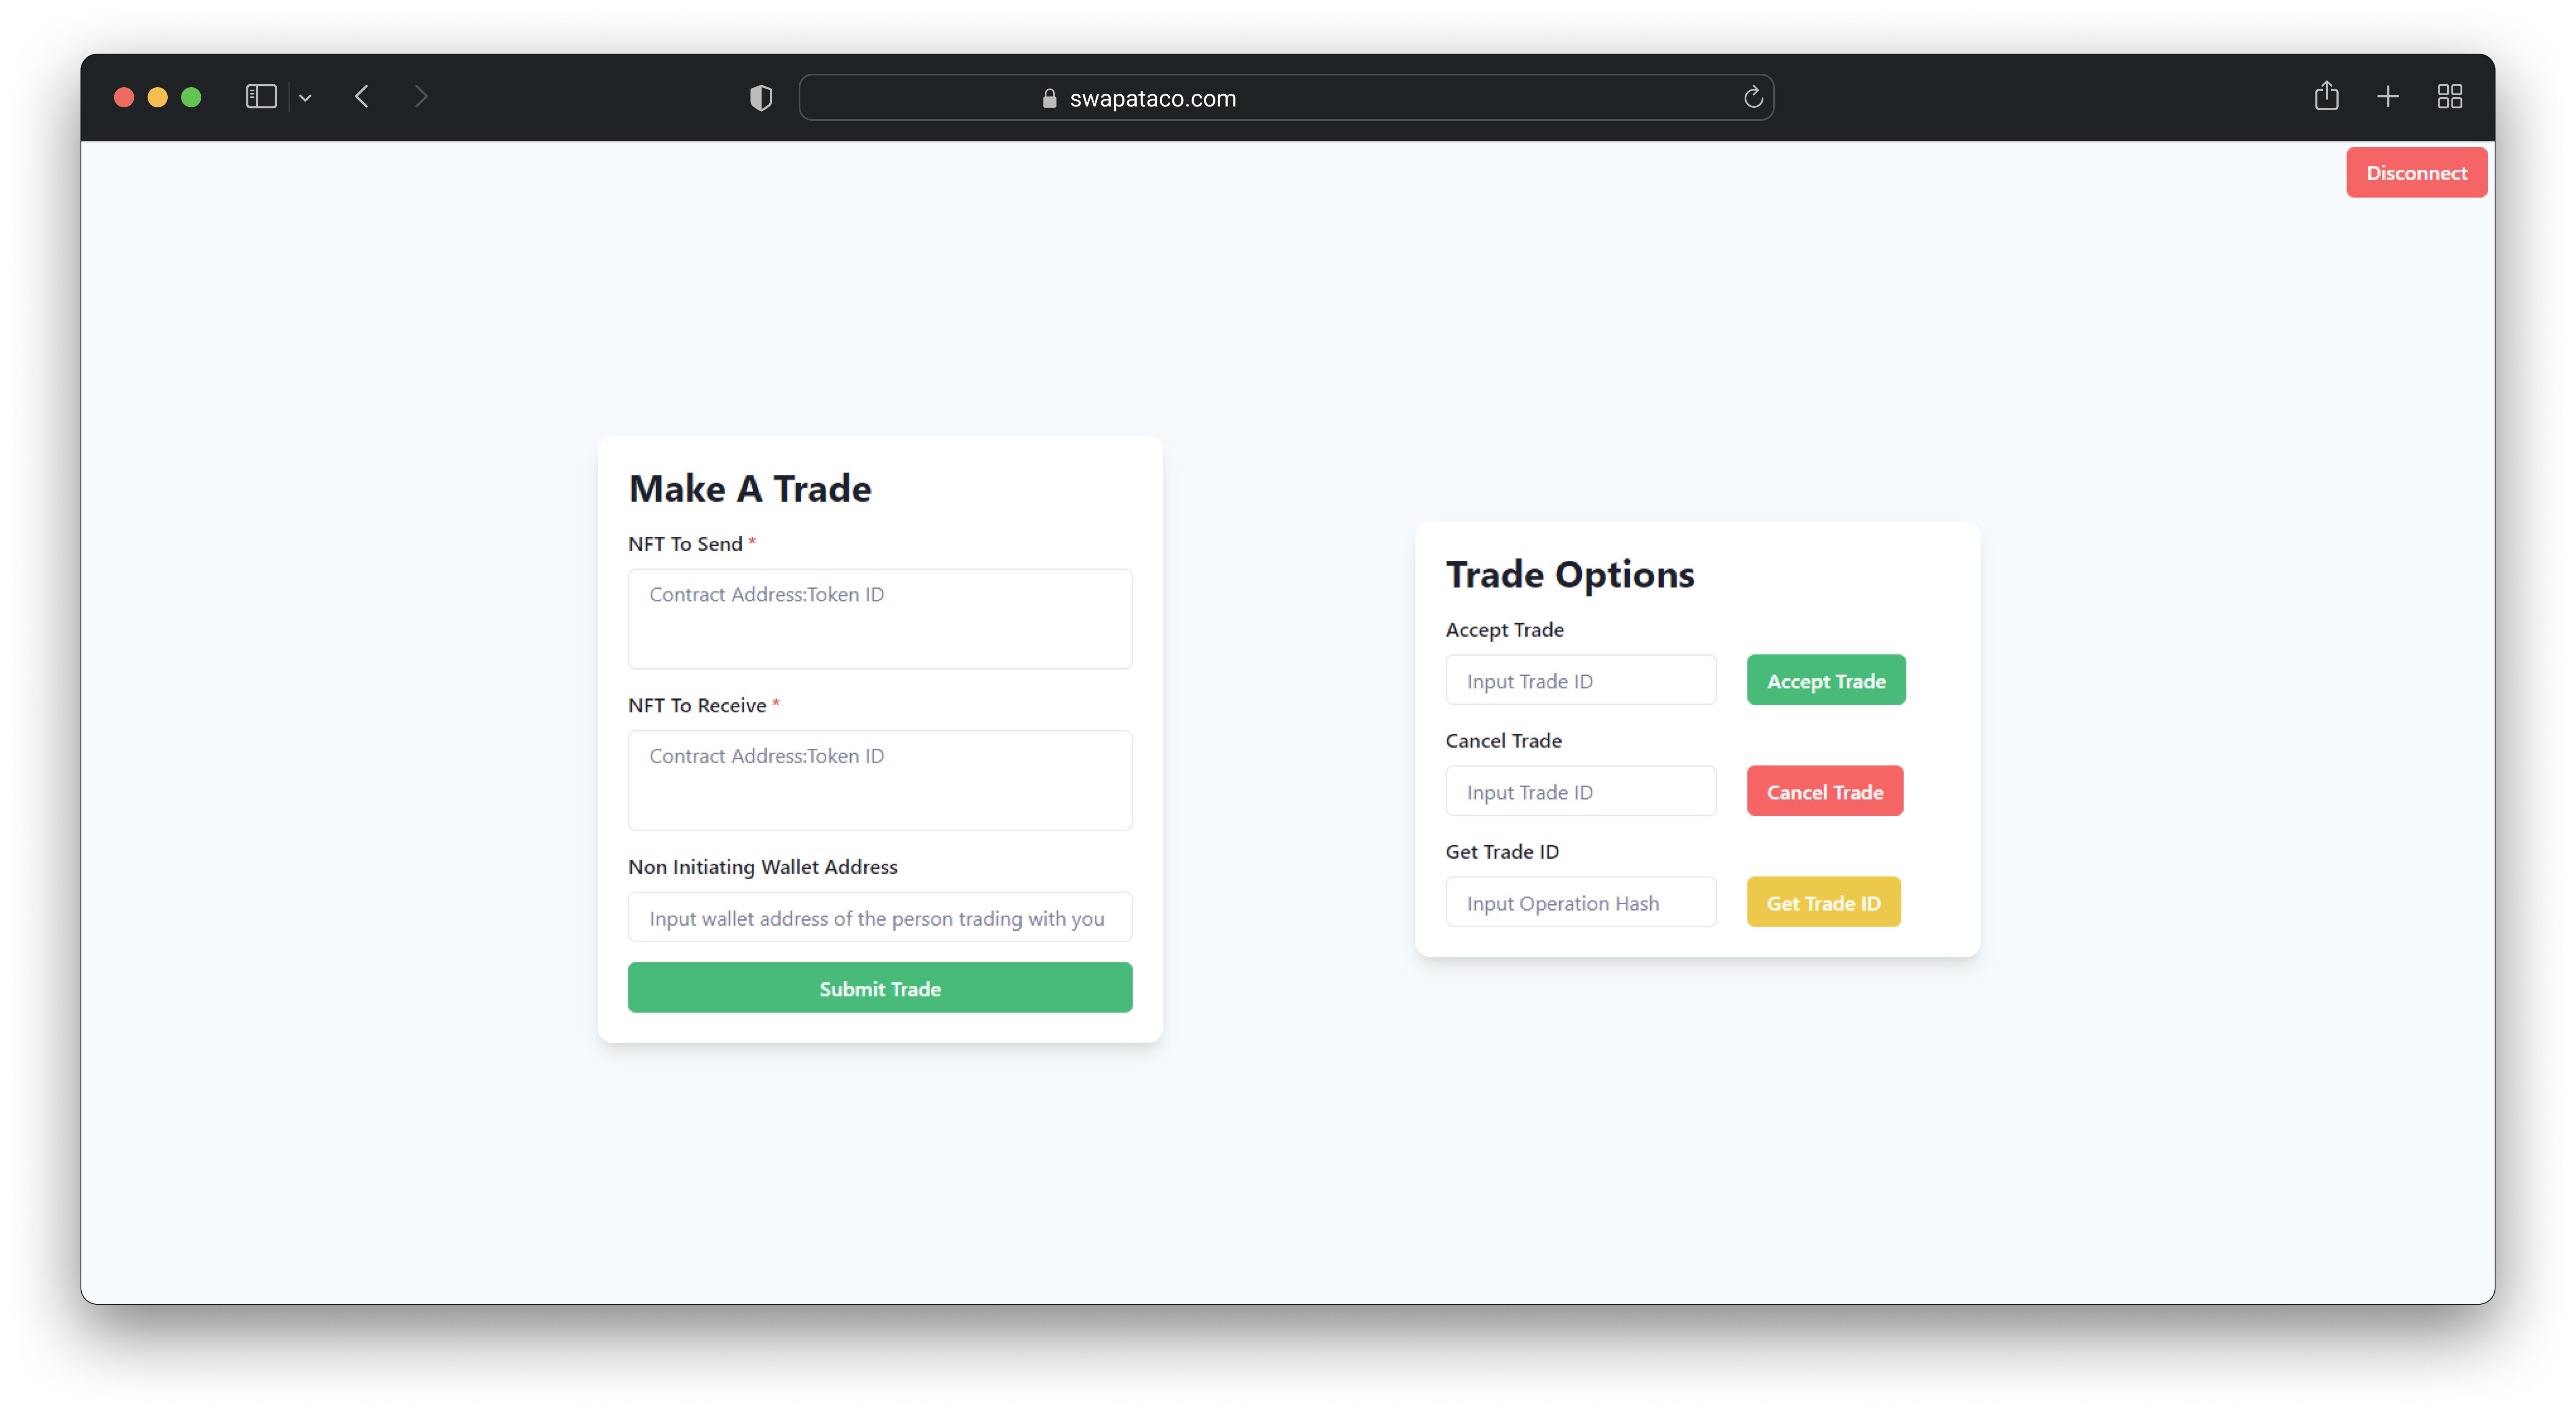 swapataco.com
Disconnect
Make A Trade
NFT To Send *
Contract Address:Token ID
NFT To Receive *
Contract Address:Token ID
Non Initiating Wallet Address
Input wallet address of the person trading with you
Submit Trade
Trade Options
Accept Trade
Input Trade ID
Accept Trade
Cancel Trade
Input Trade ID
Cancel Trade
Get Trade ID
Input Operation Hash
Get Trade ID